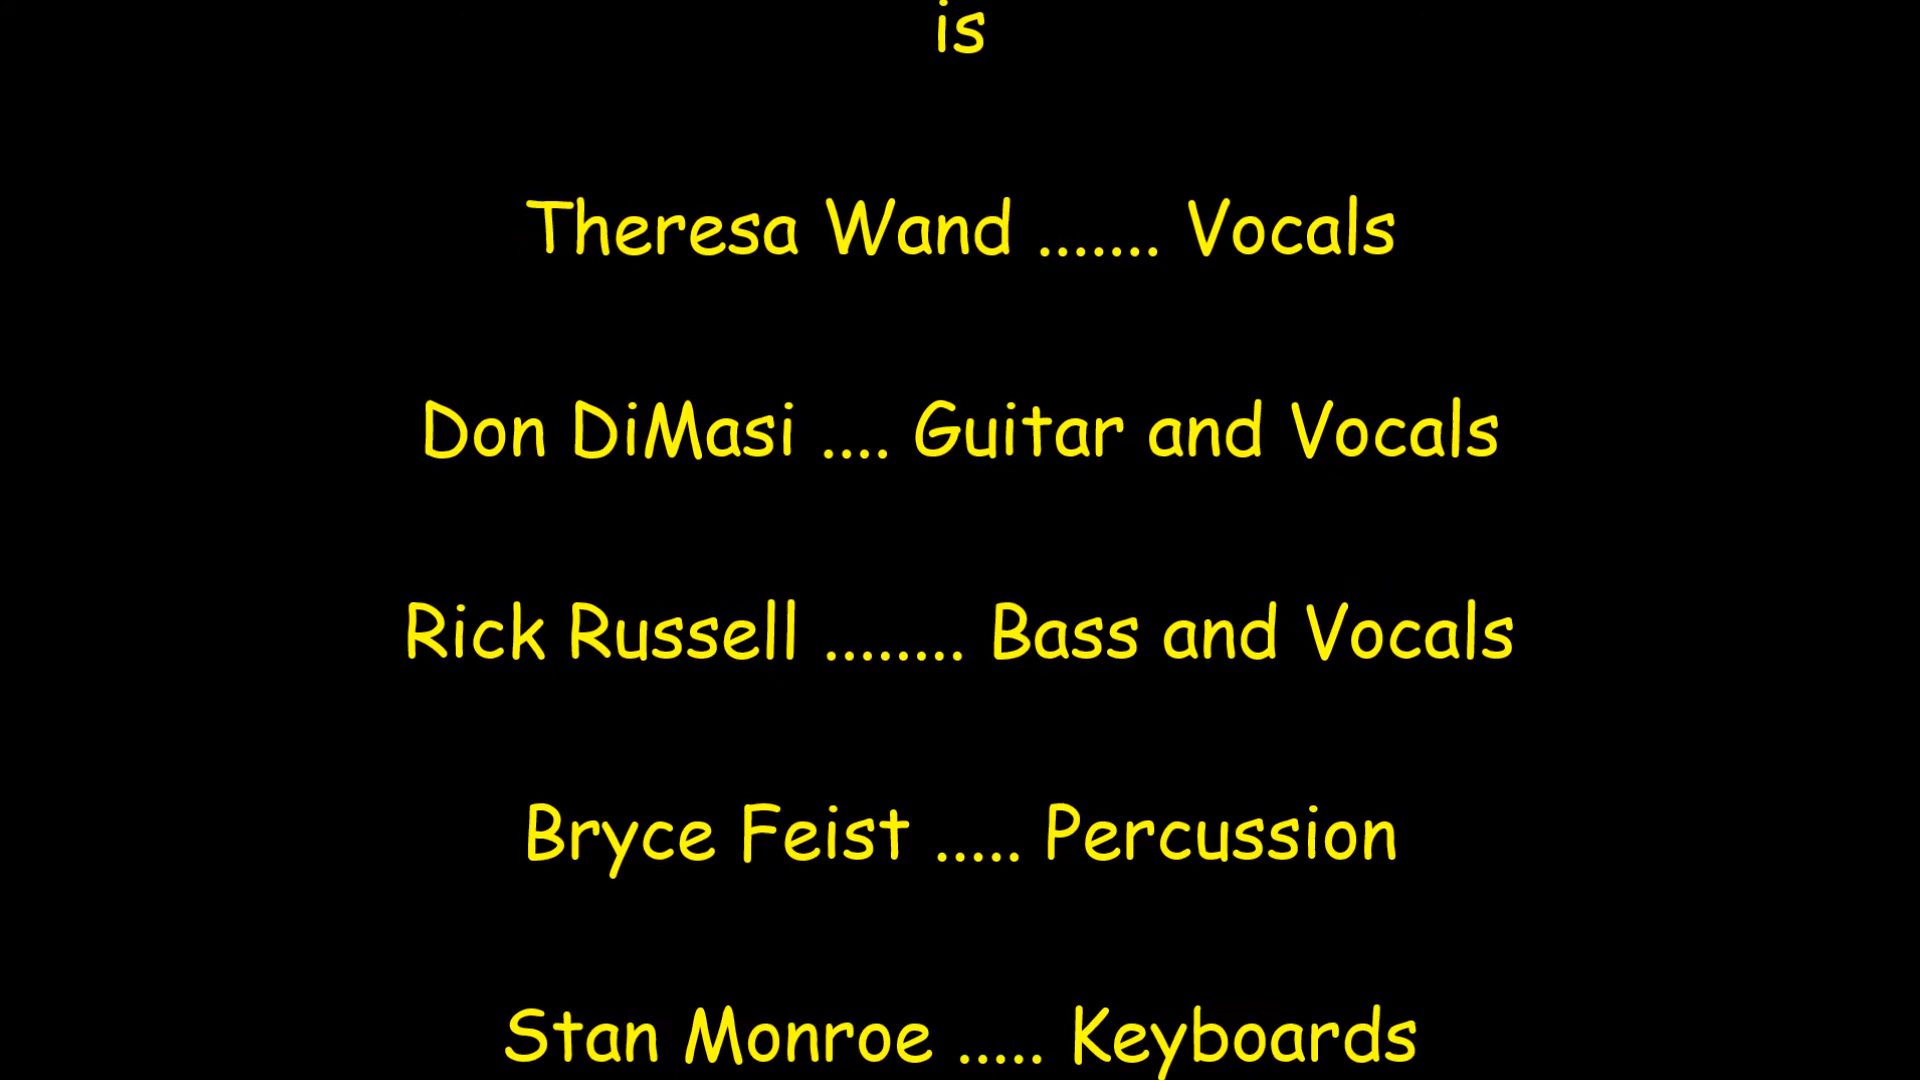 is
Theresa Wand ....... Vocals
Don DiMasi .... Guitar and Vocals
Rick Russell ........ Bass and Vocals
Bryce Feist ..... Percussion
Stan Monroe ..... Keyboards